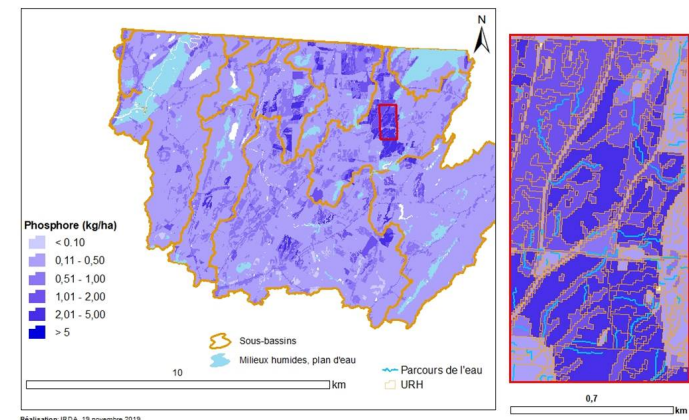 N
Phosphore (kg/ha)
< 0.10
0,11 - 0,50
0,51 - 1,00
1,01 - 2,00
2,01 - 5,00
> 5
Sous-bassins
Milieux humides, plan d'eau
10
km
Parcours de l'eau
URH
0,7
km
Réalisation: IRDA, 19 novembre 2019